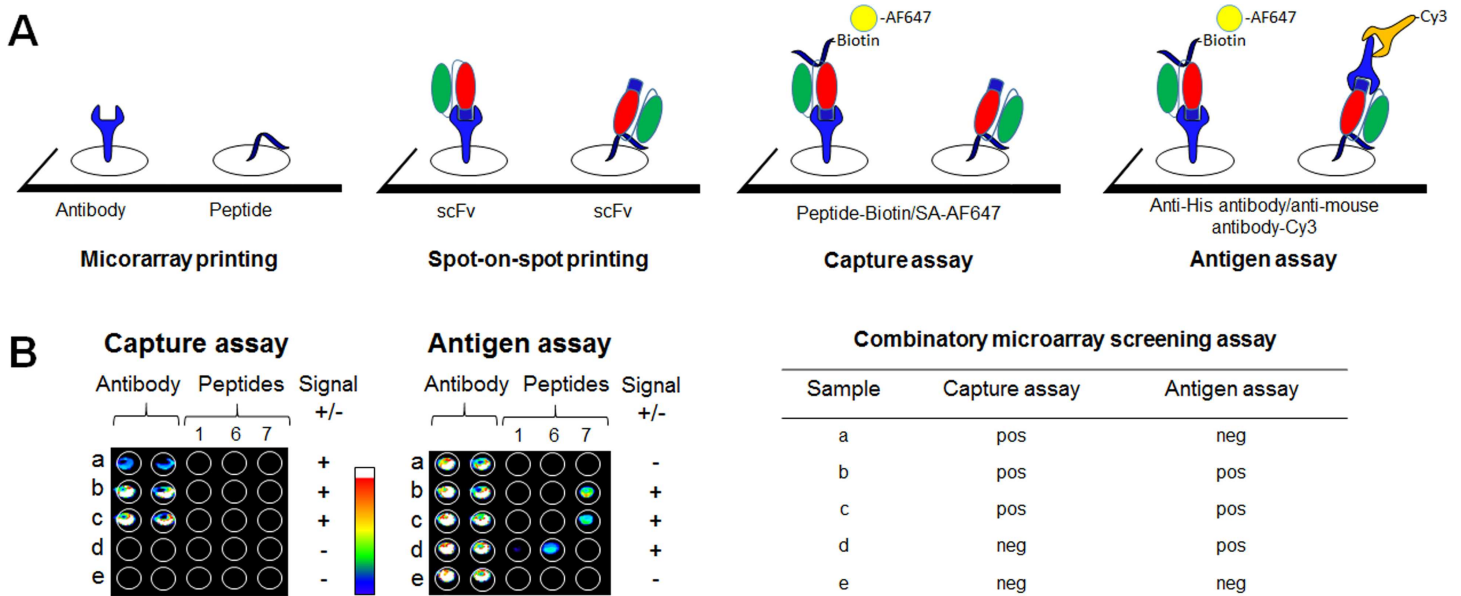 A
-AF647
-Biotin
-AF647
-Biotin
-Cy3
Antibody
Peptide
scFv
scFv
Peptide-Biotin/SA-AF647
Anti-His antibody/anti-mouse
antibody-Cy3
Micorarray printing
Spot-on-spot printing
Capture assay
Antigen assay
B
Capture assay
Antibody Peptides Signal
+/-
1 6 7
a +
b +
c +
d -
e -
Antigen assay
Antibody Peptides Signal
+/-
1 6 7
a -
b +
c +
d +
e -
Combinatory microarray screening assay
Sample Capture assay Antigen assay
a pos neg
b pos pos
c pos pos
d neg pos
e neg neg